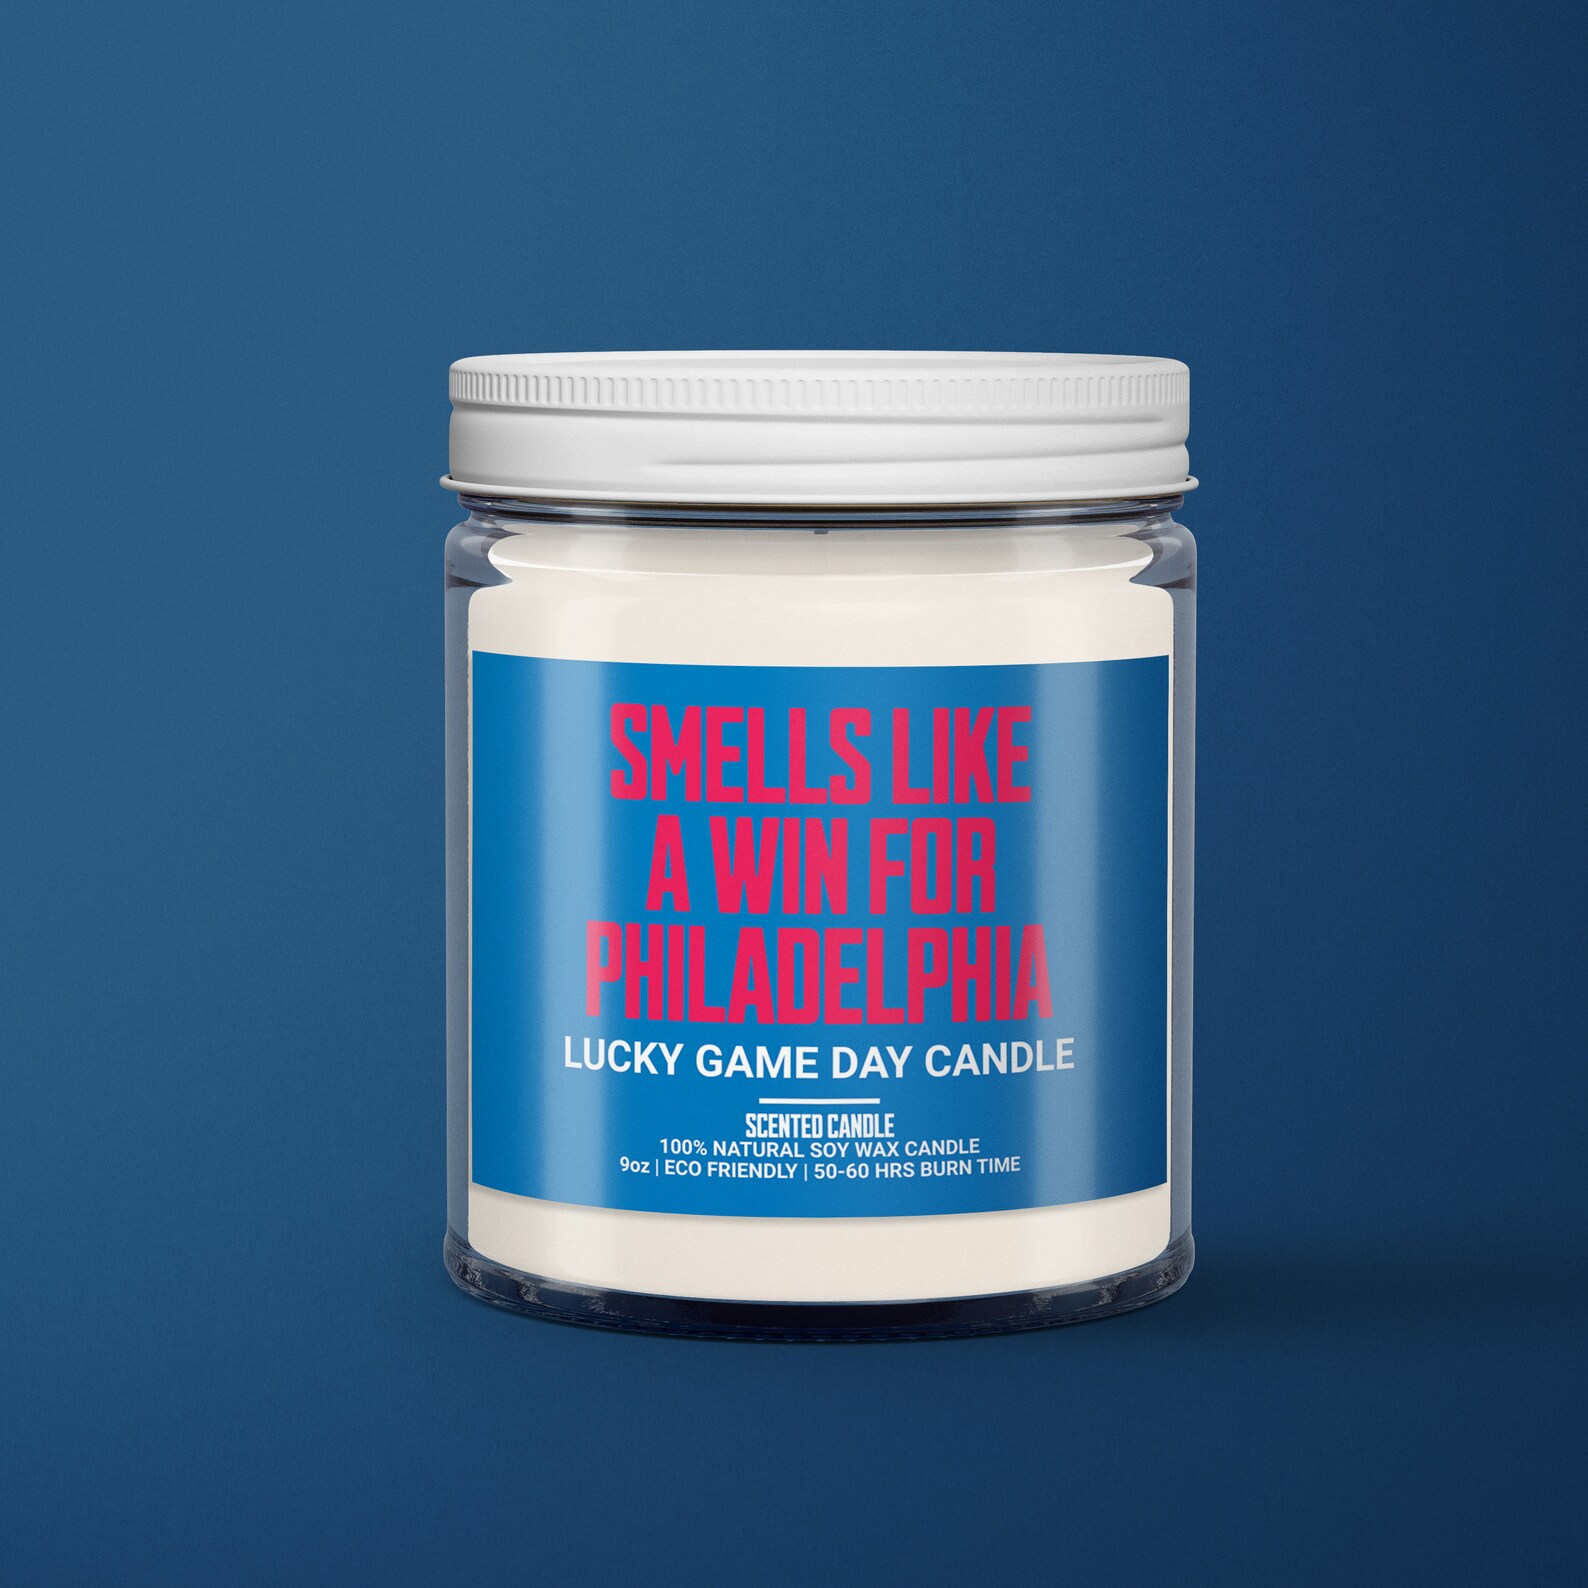 SMELLS LIKE
A WIN FOR
PHILADELPHIA
LUCKY GAME DAY CANDLE
SCENTED CANDLE
100% NATURAL SOY WAX CANDLE
9oz | ECO FRIENDLY | 50-60 HRS BURN TIME